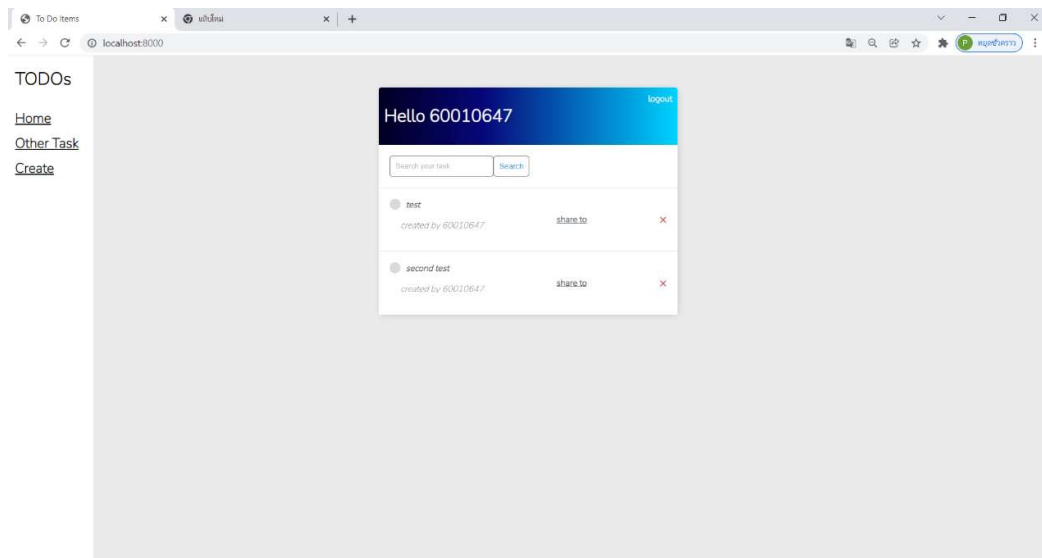 To Do Items
แท็บใหม่
localhost:8000
P หยุดชั่วคราว
TODOs
Home
Other Task
Create
logout
Hello 60010647
Search your task Search
test
created by 60010647
share to
second test
created by 60010647
share to